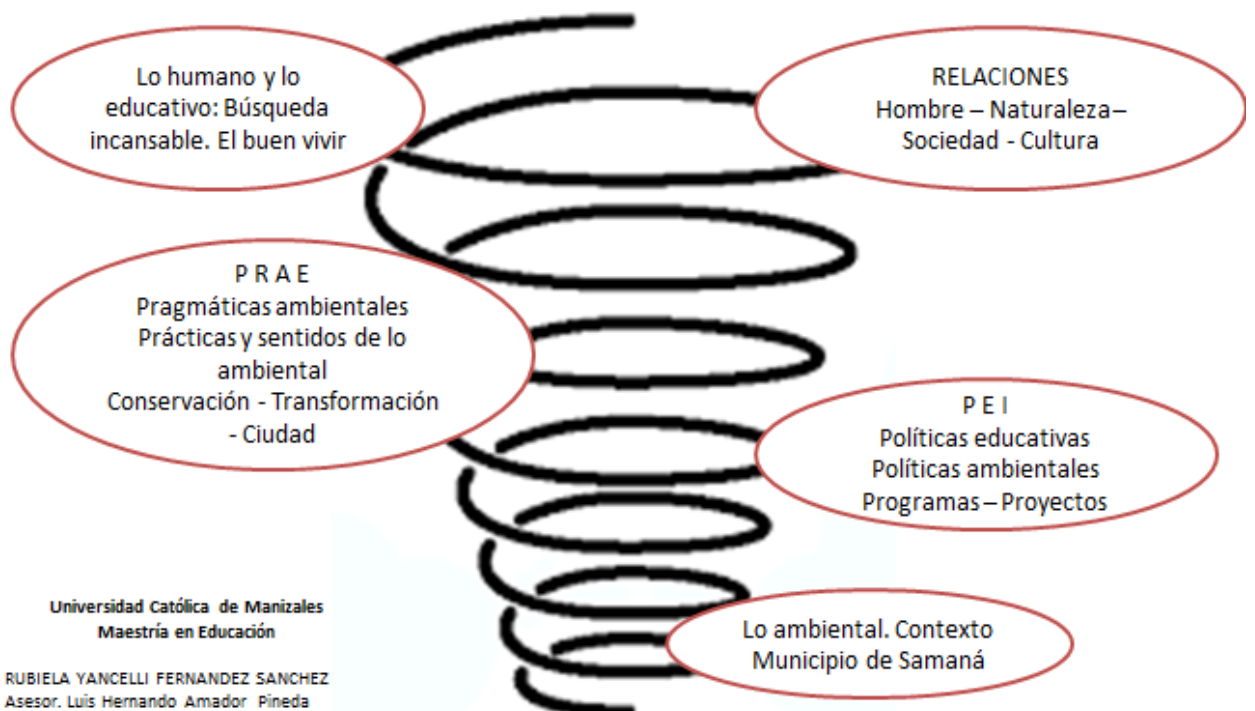 Lo humano y lo
educativo: Búsqueda
incansable. El buen vivir
RELACIONES
Hombre – Naturaleza –
Sociedad - Cultura
P R A E
Pragmáticas ambientales
Prácticas y sentidos de lo
ambiental
Conservación - Transformación
- Ciudad
P E I
Políticas educativas
Políticas ambientales
Programas – Proyectos
Lo ambiental. Contexto
Municipio de Samaná
Universidad Católica de Manizales
Maestría en Educación
RUBIELA YANCELLI FERNANDEZ SANCHEZ
Asesor. Luis Hernando Amador Pineda